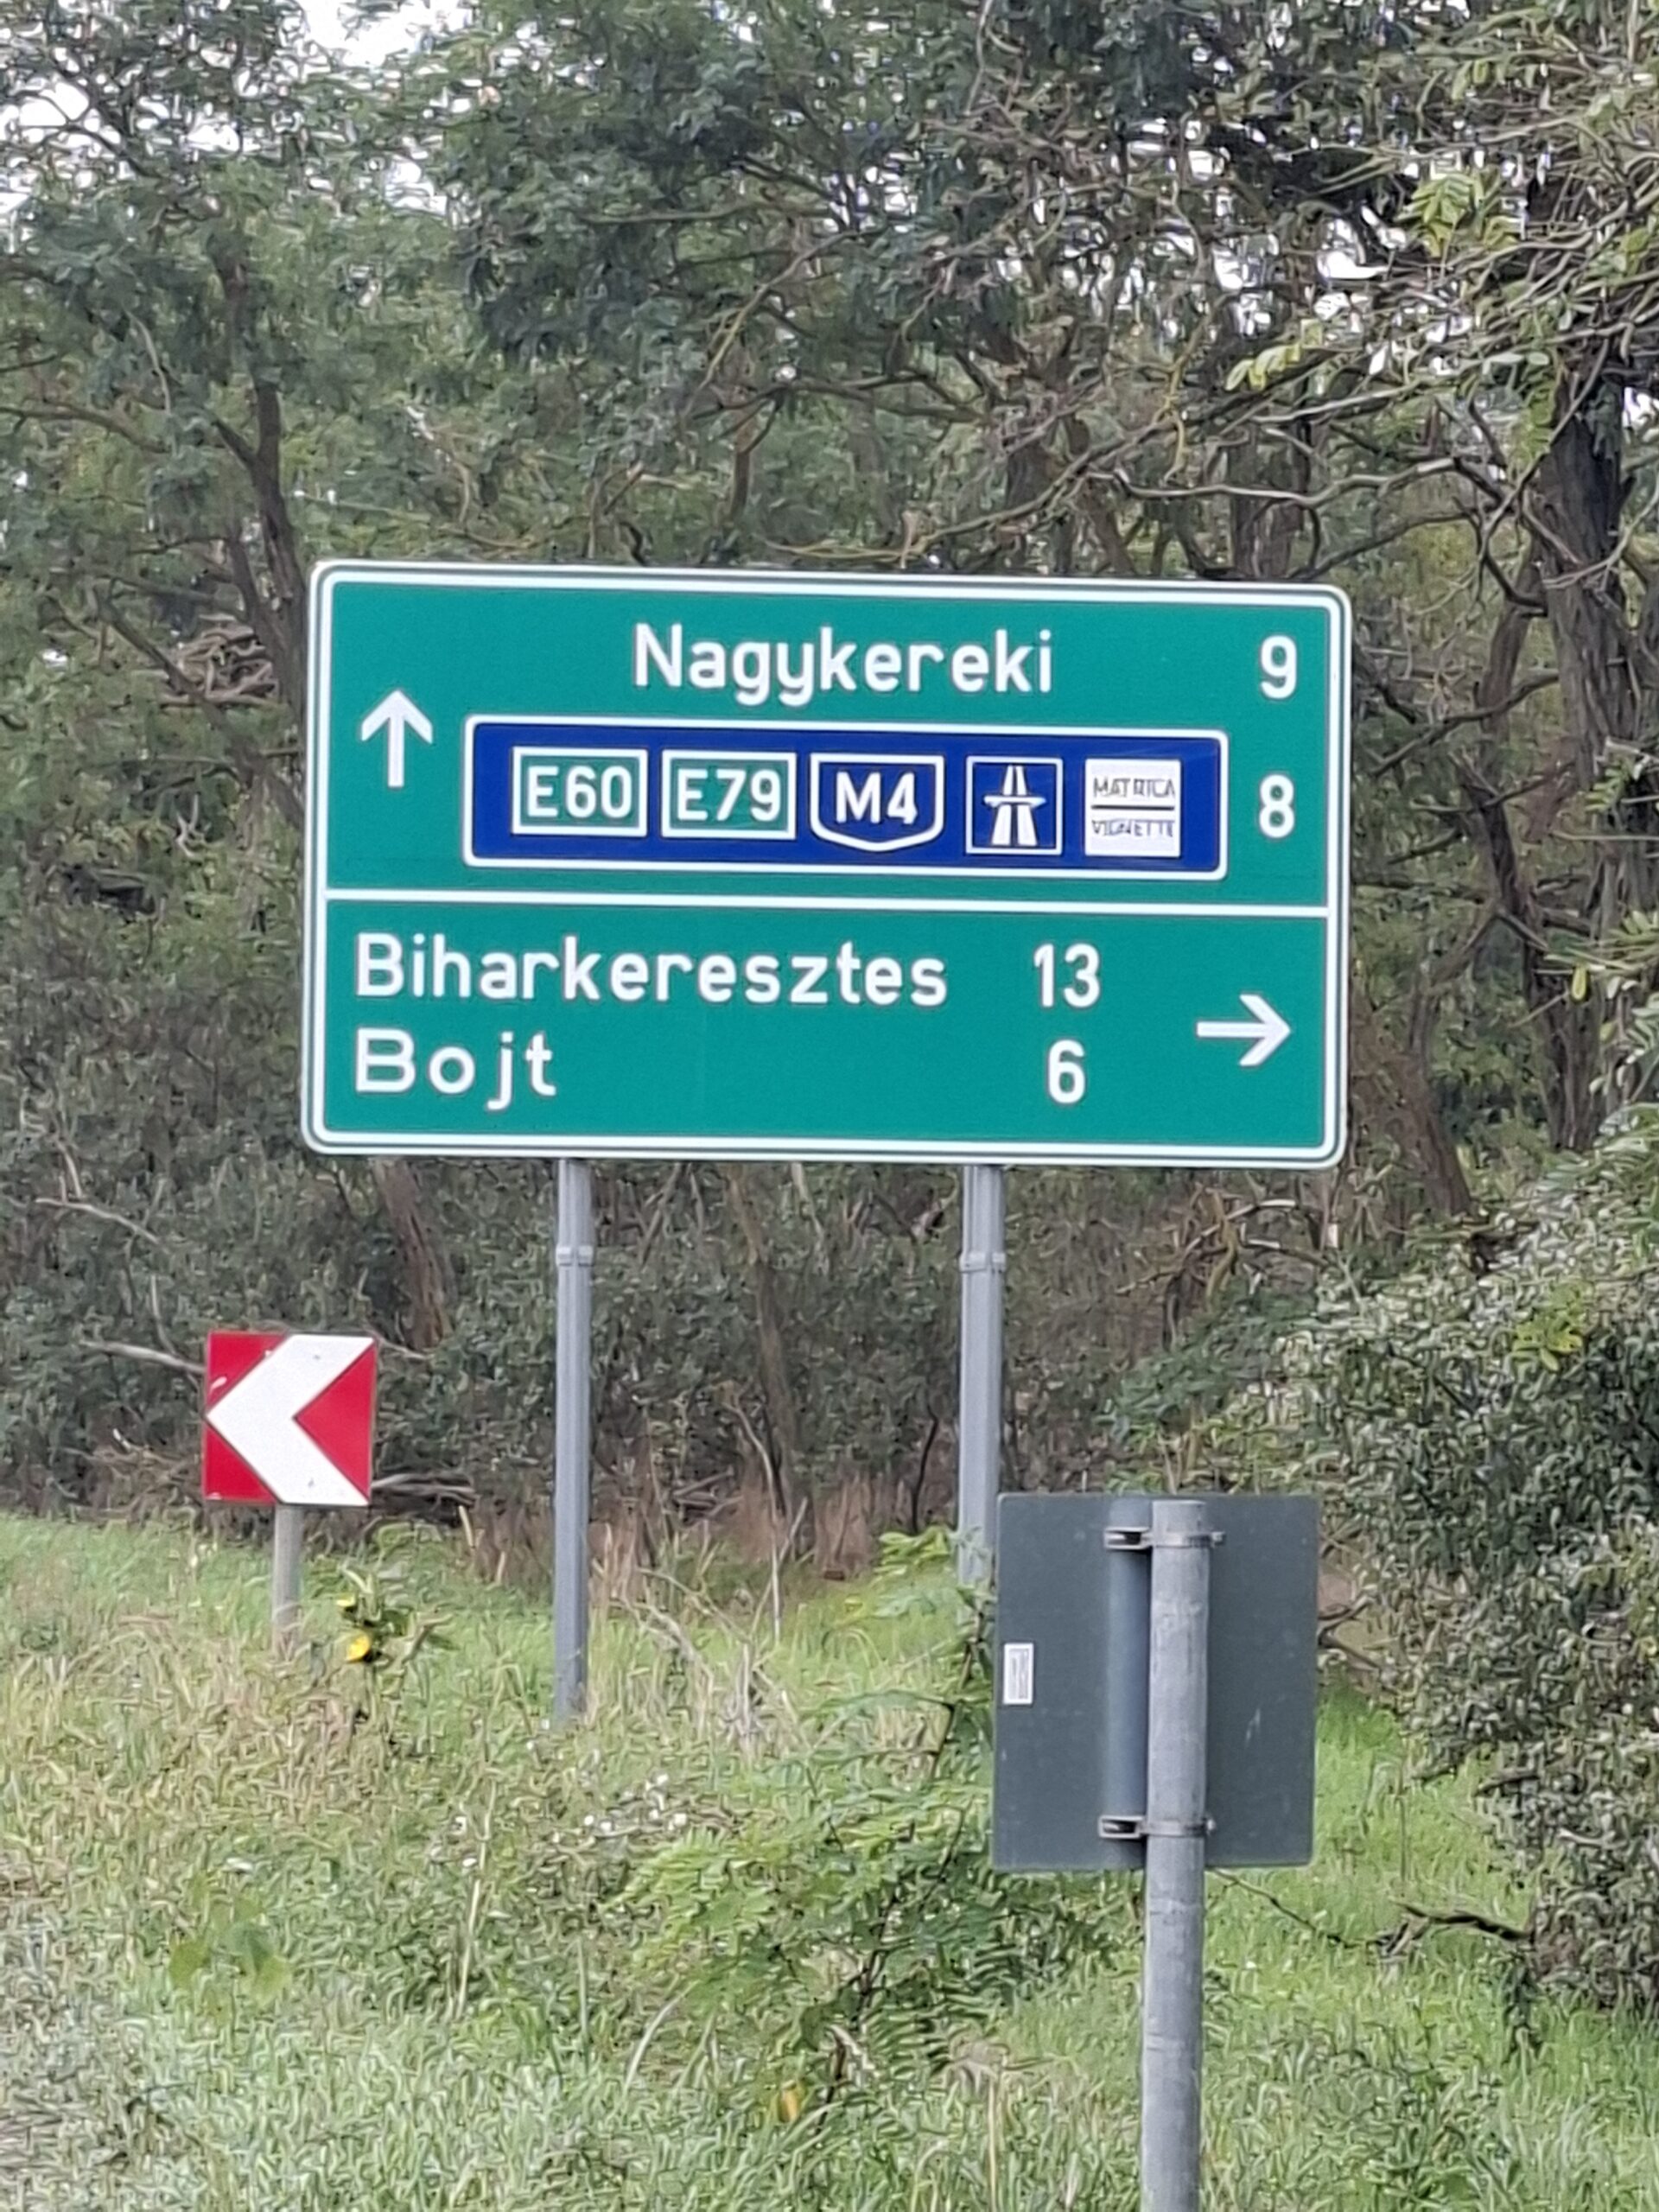 Nagykereki 9
E60 E79 M4 MATRICA 8
VIGNETTE
Biharkeresztes 13
Bojt 6